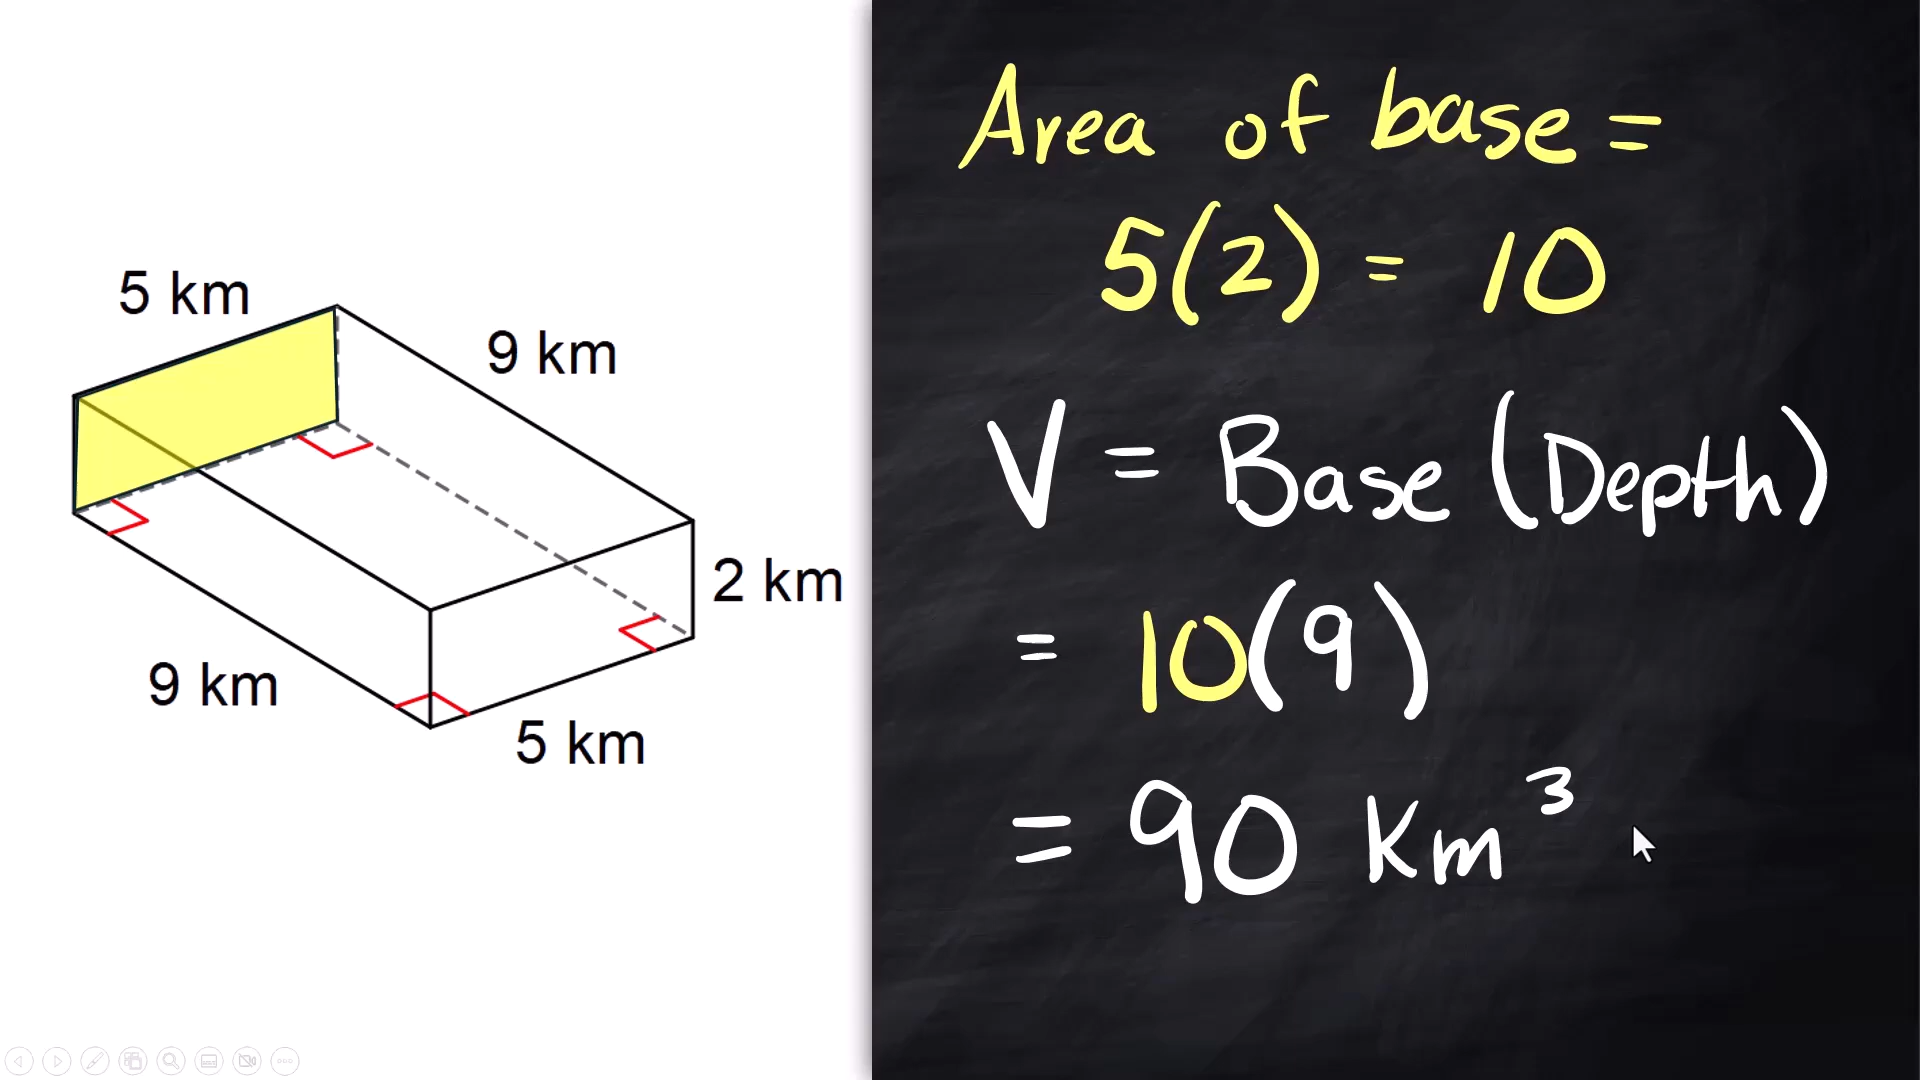 5 km
9 km
2 km
9 km
5 km
Area of base =
5(2) = 10
V = Base (Depth)
= 10(9)
= 90 Km³